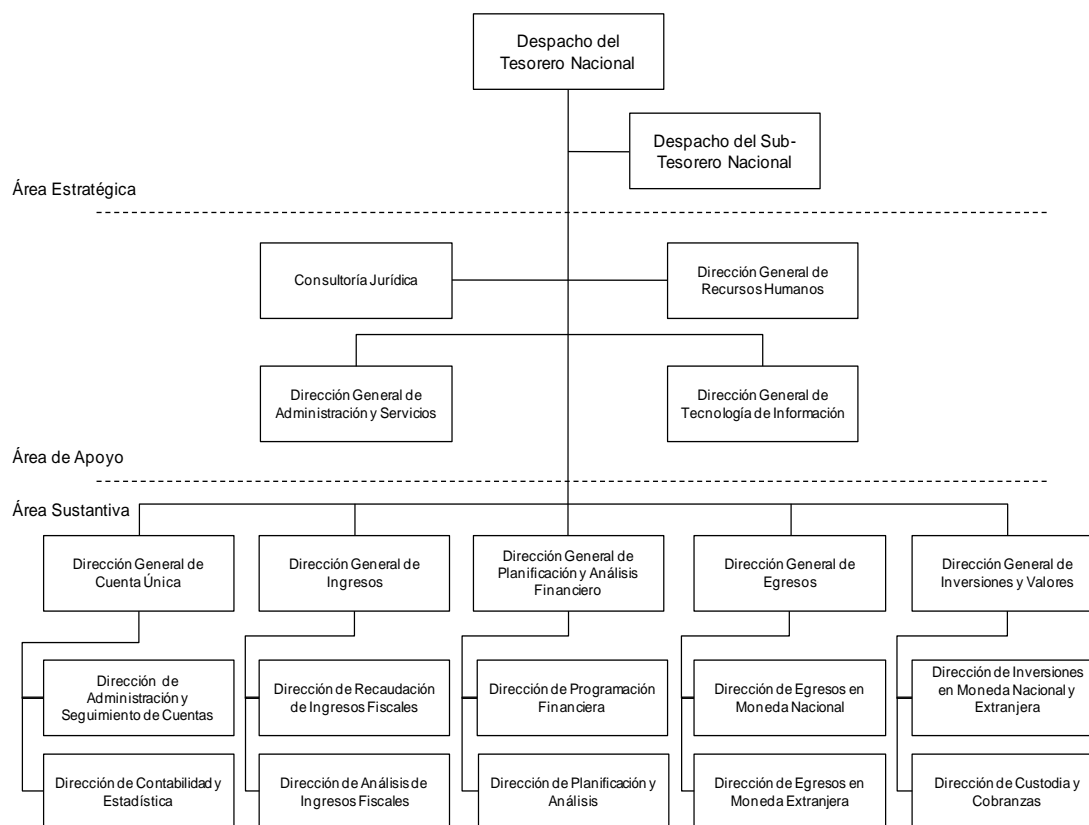 Despacho del
Tesorero Nacional
Despacho del Sub-
Tesorero Nacional
Área Estratégica
Consultoría Jurídica
Dirección General de
Recursos Humanos
Dirección General de
Administración y Servicios
Dirección General de
Tecnología de Información
Área de Apoyo
Área Sustantiva
Dirección General de
Cuenta Única
Dirección General de
Ingresos
Dirección General de
Planificación y Análisis
Financiero
Dirección General de
Egresos
Dirección General de
Inversiones y Valores
Dirección de
Administración y
Seguimiento de Cuentas
Dirección de Recaudación
de Ingresos Fiscales
Dirección de Programación
Financiera
Dirección de Egresos en
Moneda Nacional
Dirección de Inversiones
en Moneda Nacional y
Extranjera
Dirección de Contabilidad y
Estadística
Dirección de Análisis de
Ingresos Fiscales
Dirección de Planificación y
Análisis
Dirección de Egresos en
Moneda Extranjera
Dirección de Custodia y
Cobranzas